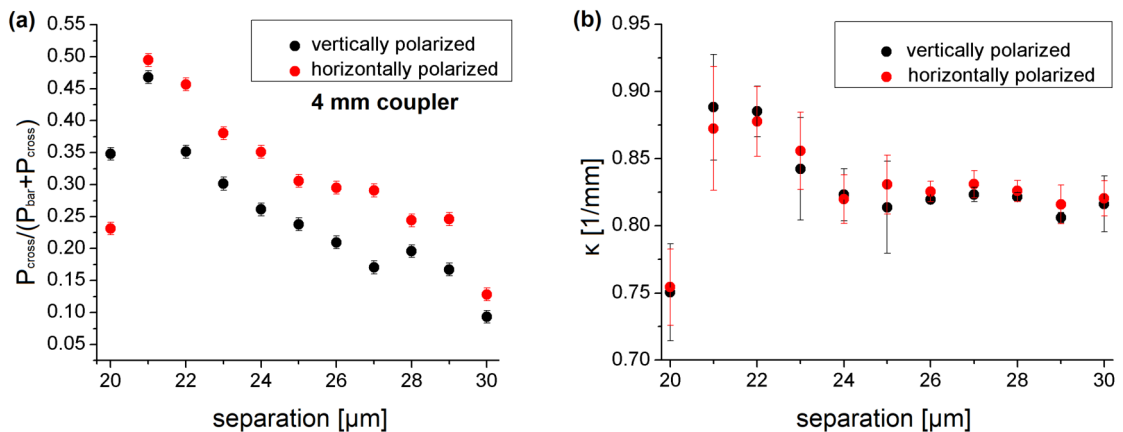 (a)
0.55
0.50
0.45
0.40
0.35
0.30
0.25
0.20
0.15
0.10
0.05
P_cross/(P_bar+P_cross)
vertically polarized
horizontally polarized
4 mm coupler
20 22 24 26 28 30
separation [µm]
(b)
0.95
0.90
0.85
0.80
0.75
0.70
κ [1/mm]
vertically polarized
horizontally polarized
20 22 24 26 28 30
separation [µm]